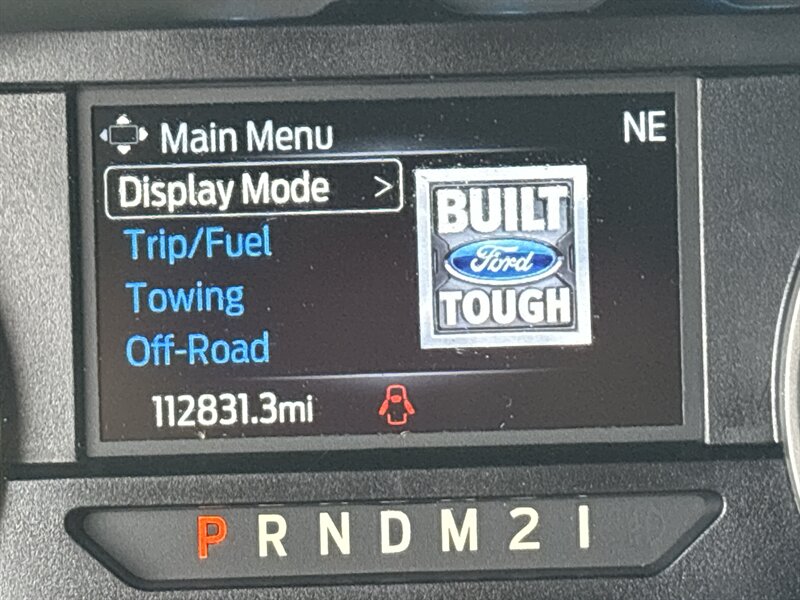 Main Menu
NE
Display Mode >
Trip/Fuel
Towing
Off-Road
BUILT
Ford
TOUGH
112831.3mi
P R N D M 2 1